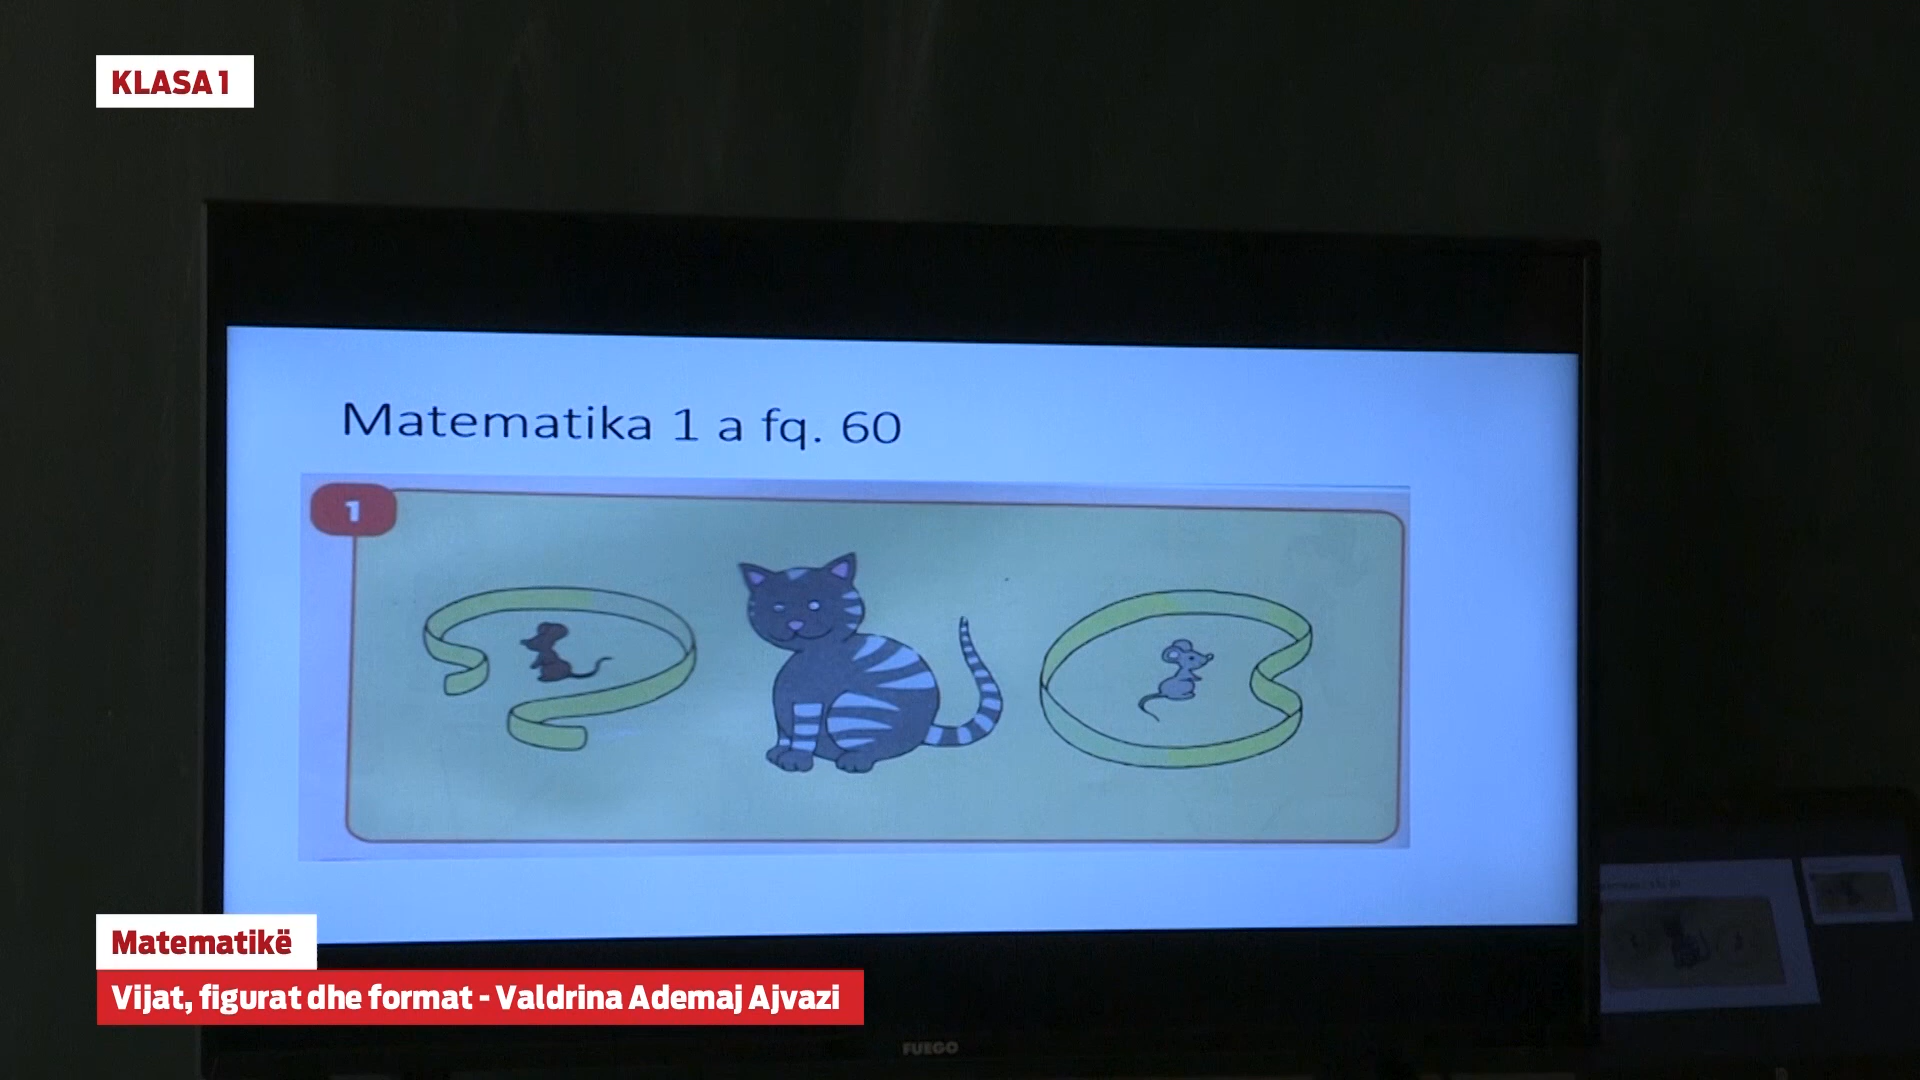 KLASA 1
Matematika 1 a fq. 60
1
Matematikë
Vijat, figurat dhe format - Valdrina Ademaj Ajvazi
FUEGO